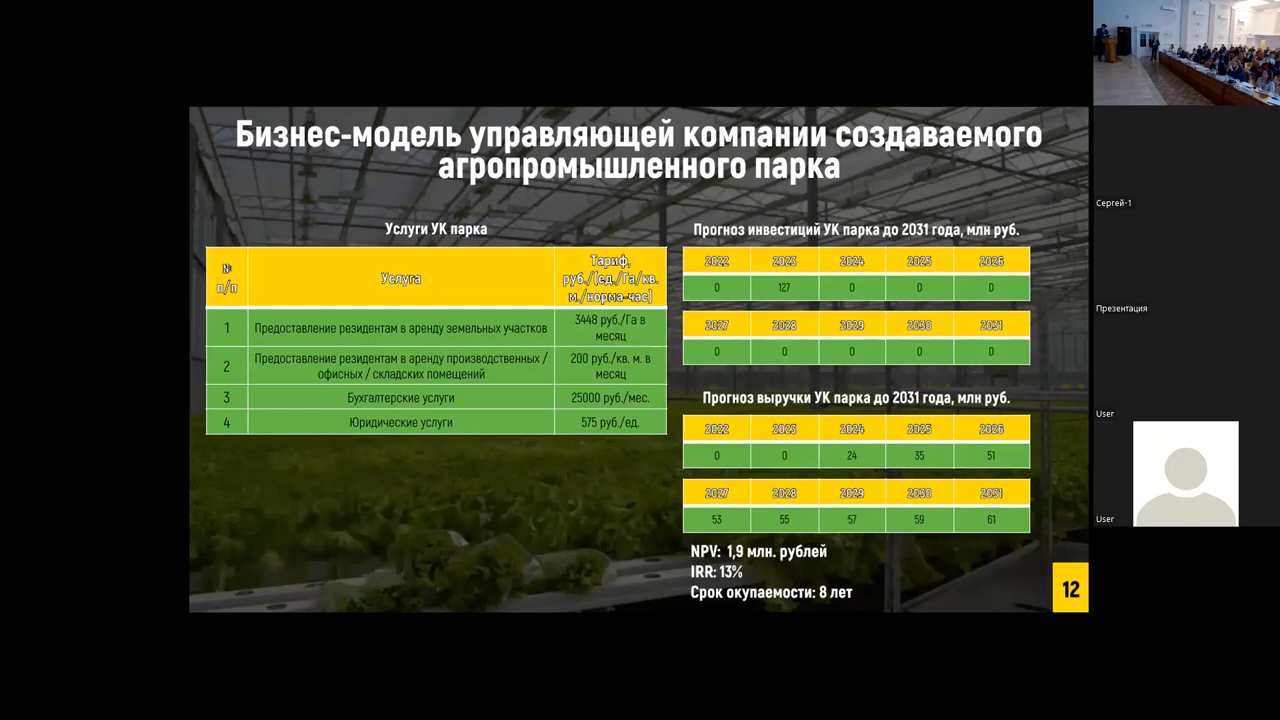 Бизнес-модель управляющей компании создаваемого
агропромышленного парка
Услуги УК парка
№
п/п
Услуга
Тариф,
руб./(ед./Га/кв.
м./норма-час)
1
Предоставление резидентам в аренду земельных участков
3448 руб./Га в
месяц
2
Предоставление резидентам в аренду производственных /
офисных / складских помещений
200 руб./кв. м. в
месяц
3
Бухгалтерские услуги
25000 руб./мес.
4
Юридические услуги
575 руб./ед.
Прогноз инвестиций УК парка до 2031 года, млн руб.
2022 2023 2024 2025 2026
0 127 0 0 0
2027 2028 2029 2030 2031
0 0 0 0 0
Прогноз выручки УК парка до 2031 года, млн руб.
2022 2023 2024 2025 2026
0 0 24 35 51
2027 2028 2029 2030 2031
53 55 57 59 61
NPV: 1,9 млн. рублей
IRR: 13%
Срок окупаемости: 8 лет
12
Сергей-1
Презентация
User
User